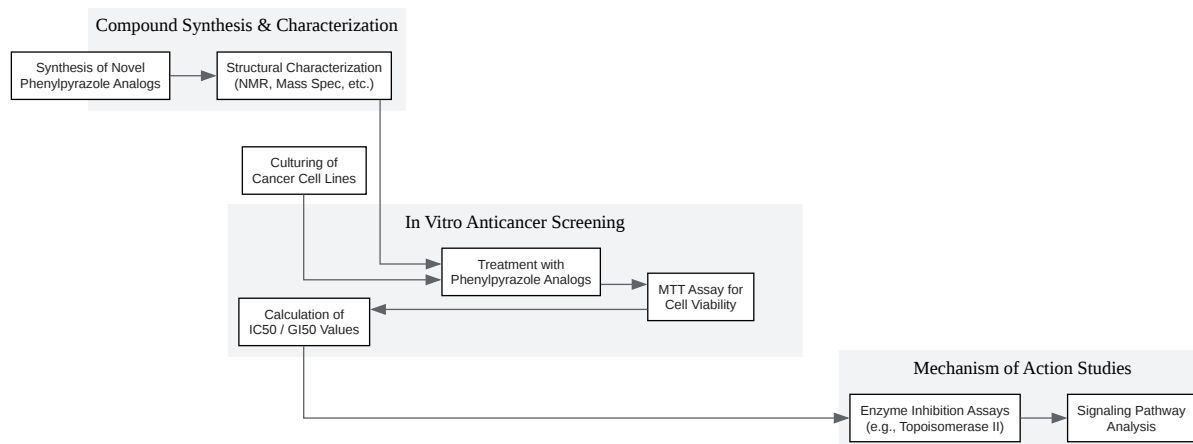 Compound Synthesis & Characterization
Synthesis of Novel
Phenylpyrazole Analogs
Structural Characterization
(NMR, Mass Spec, etc.)
Culturing of
Cancer Cell Lines
In Vitro Anticancer Screening
Treatment with
Phenylpyrazole Analogs
MTT Assay for
Cell Viability
Calculation of
IC50 / GI50 Values
Mechanism of Action Studies
Enzyme Inhibition Assays
(e.g., Topoisomerase II)
Signaling Pathway
Analysis